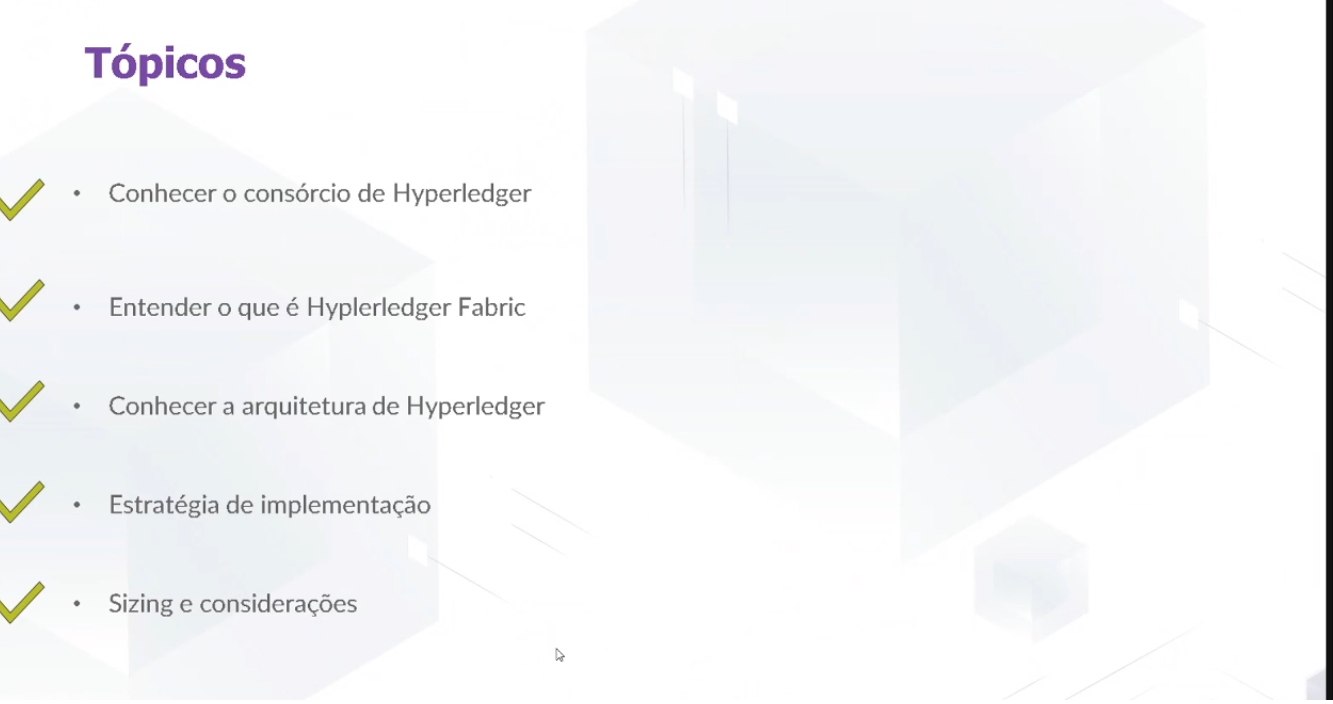 Tópicos
• Conhecer o consórcio de Hyperledger
• Entender o que é Hyplerledger Fabric
• Conhecer a arquitetura de Hyperledger
• Estratégia de implementação
• Sizing e considerações